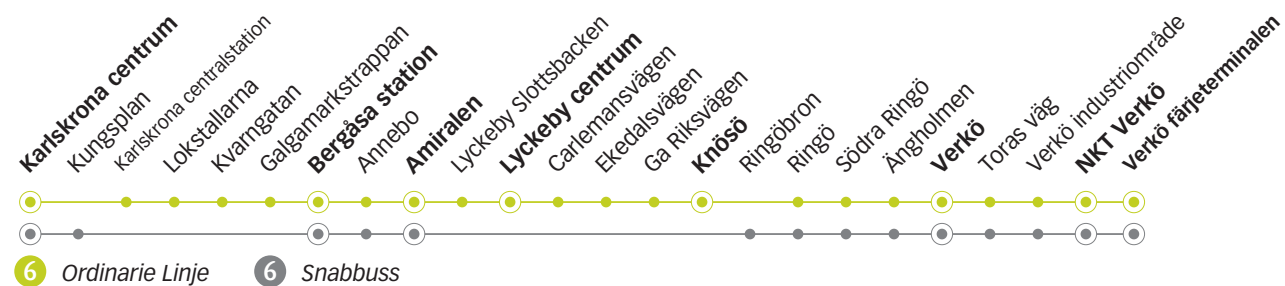 Karlskrona centrum
Kungsplan
Karlskrona centralstation
Lokstallarna
Kvarngatan
Galgamarkstrappan
Bergåsa station
Annebo
Amiralen
Lyckeby Slottsbacken
Lyckeby centrum
Carlemansvägen
Ekedalsvägen
Ga Riksvägen
Knösö
Ringöbron
Ringö
Södra Ringö
Ängholmen
Verkö
Toras väg
Verkö industriområde
NKT Verkö
Verkö färjeterminalen
6 Ordinarie Linje 6 Snabbuss